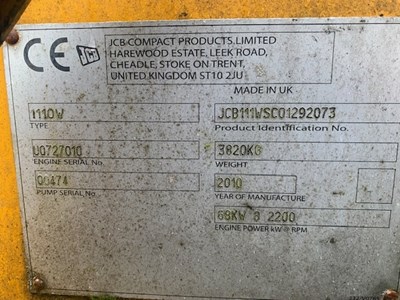 JCB COMPACT PRODUCTS LIMITED
HAREWOOD ESTATE, LEEK ROAD,
CHEADLE, STOKE ON TRENT,
UNITED KINGDOM ST10 2JU
CE JCB
MADE IN UK
1110W
TYPE
JCB111WSC01292073
Product Identification No.
U0727010
ENGINE SERIAL No.
3820KG
WEIGHT.
00474
PUMP SERIAL No.
2010
YEAR OF MANUFACTURE
68KW @ 2200
ENGINE POWER kW @ RPM